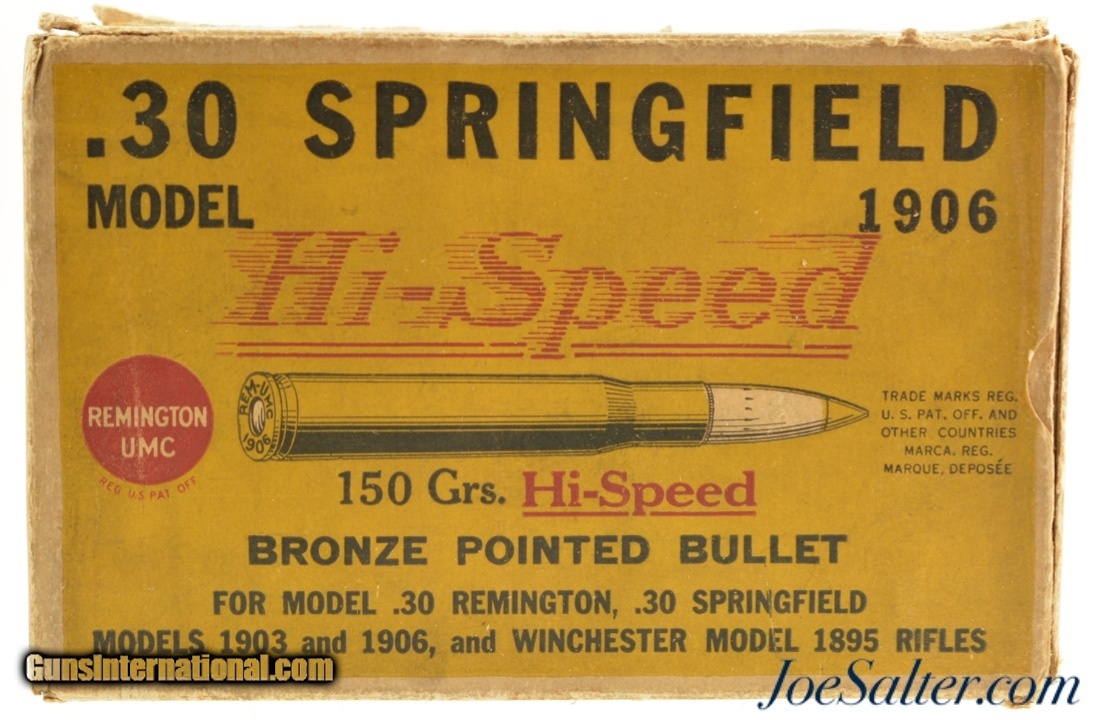 .30 SPRINGFIELD
MODEL 1906
Hi-Speed
REM-UMC
1906
REMINGTON
UMC
REG. U.S. PAT. OFF.
TRADE MARKS REG.
U. S. PAT. OFF. AND
OTHER COUNTRIES
MARCA. REG.
MARQUE, DEPOSÉE
150 Grs. Hi-Speed
BRONZE POINTED BULLET
FOR MODEL .30 REMINGTON, .30 SPRINGFIELD
MODELS 1903 and 1906, and WINCHESTER MODEL 1895 RIFLES
GunsInternational.com
JoeSalter.com